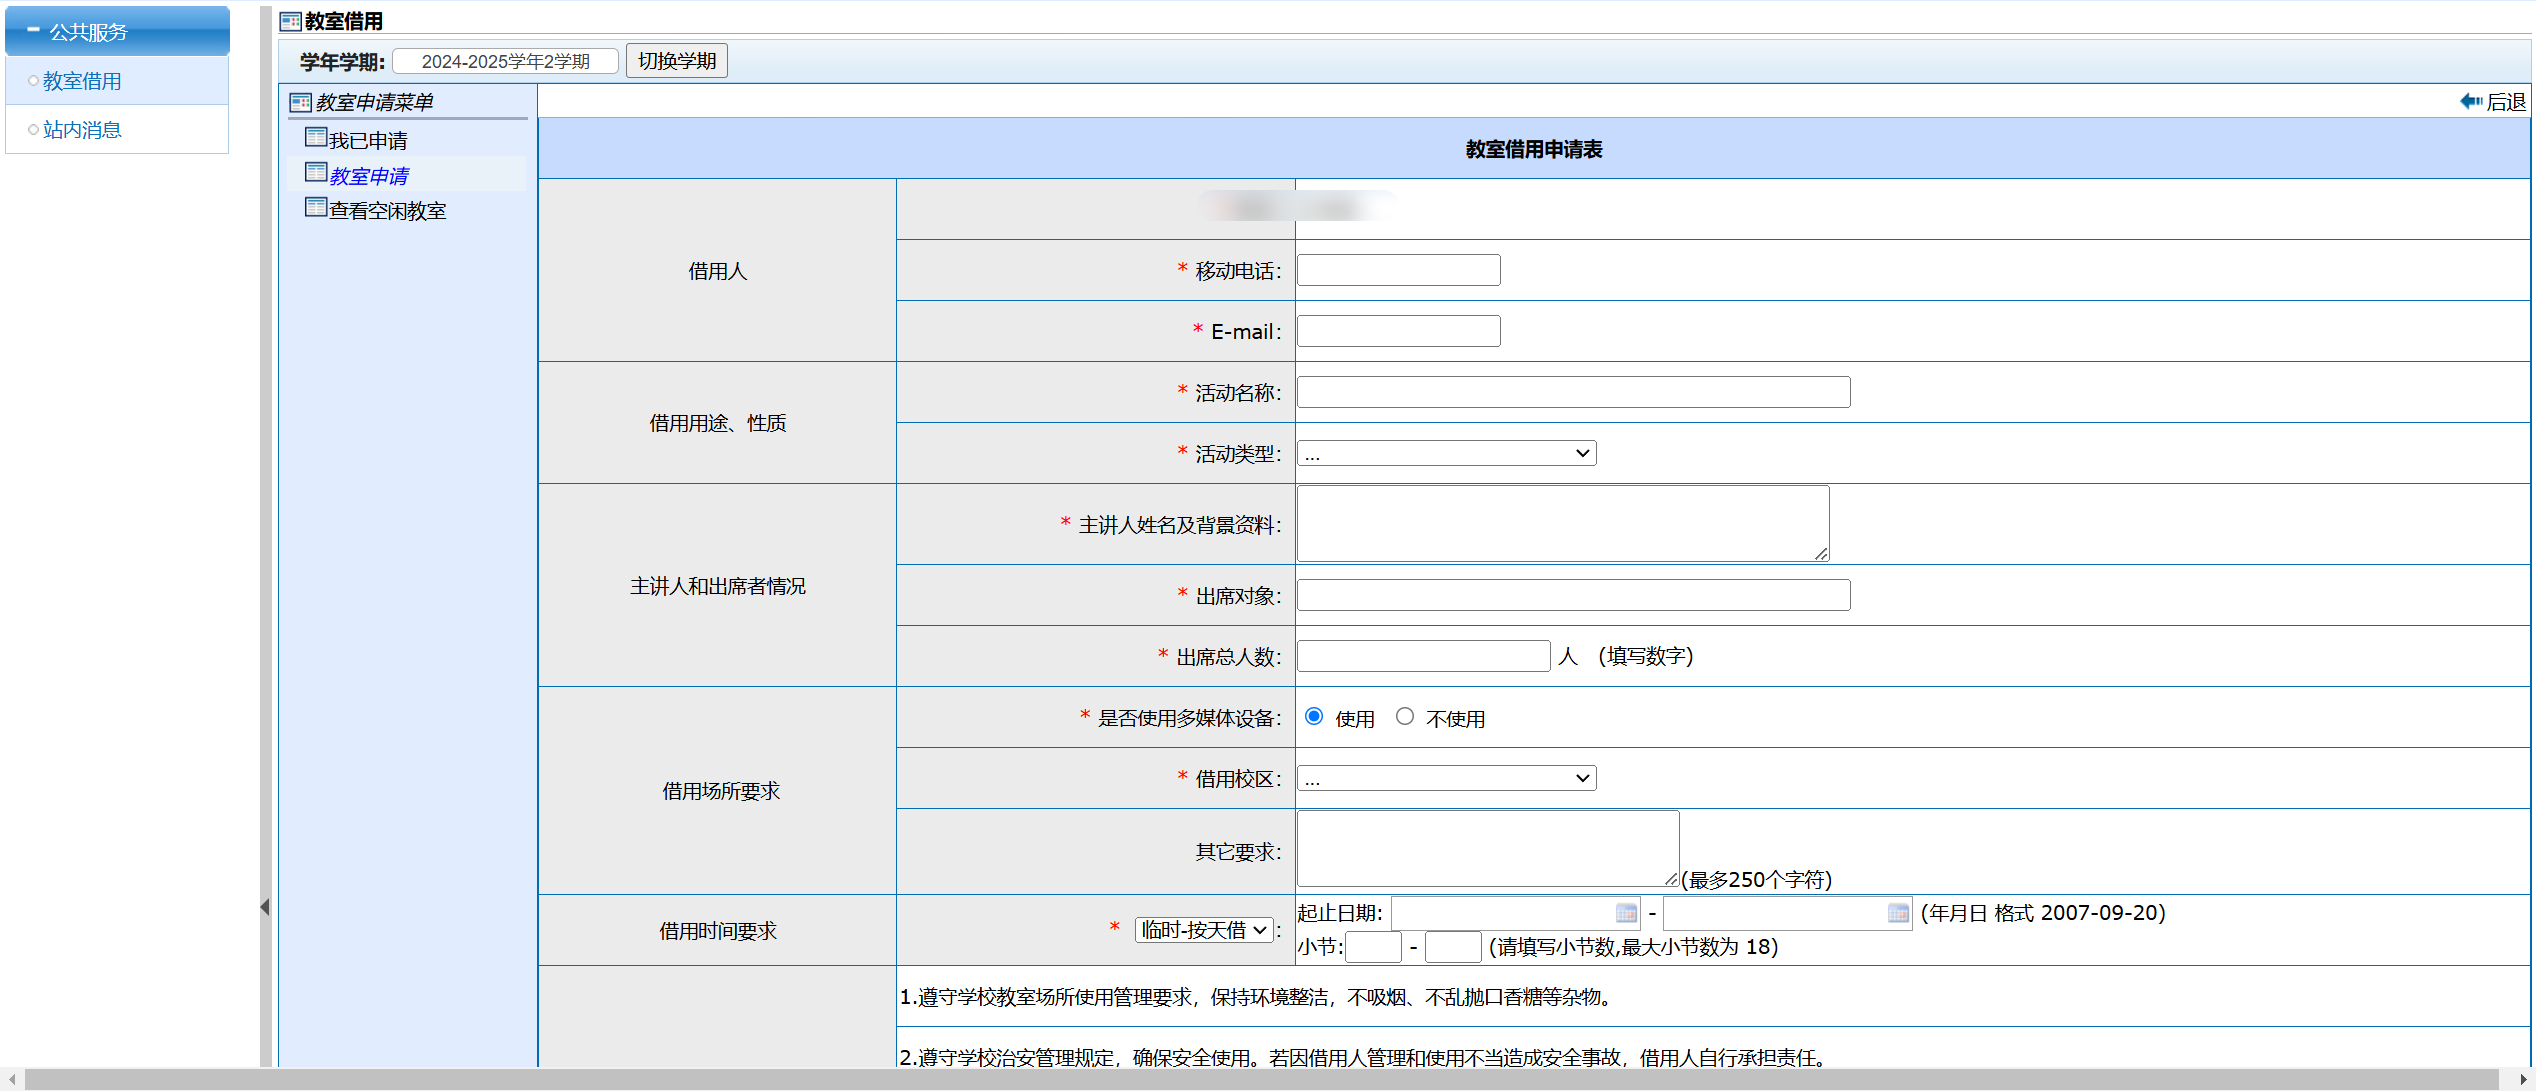 公共服务
教室借用
站内消息
教室借用
学年学期: 2024-2025学年2学期 切换学期
教室申请菜单
我已申请
教室申请
查看空闲教室
后退
教室借用申请表
借用人
* 移动电话:
* E-mail:
借用用途、性质
* 活动名称:
* 活动类型: ...
主讲人和出席者情况
* 主讲人姓名及背景资料:
* 出席对象:
* 出席总人数: 人 (填写数字)
借用场所要求
* 是否使用多媒体设备: 使用 不使用
* 借用校区: ...
其它要求: (最多250个字符)
借用时间要求
* 临时-按天借 :
起止日期: - (年月日 格式 2007-09-20)
小节: - (请填写小节数,最大小节数为 18)
1.遵守学校教室场所使用管理要求，保持环境整洁，不吸烟、不乱抛口香糖等杂物。
2.遵守学校治安管理规定，确保安全使用。若因借用人管理和使用不当造成安全事故，借用人自行承担责任。